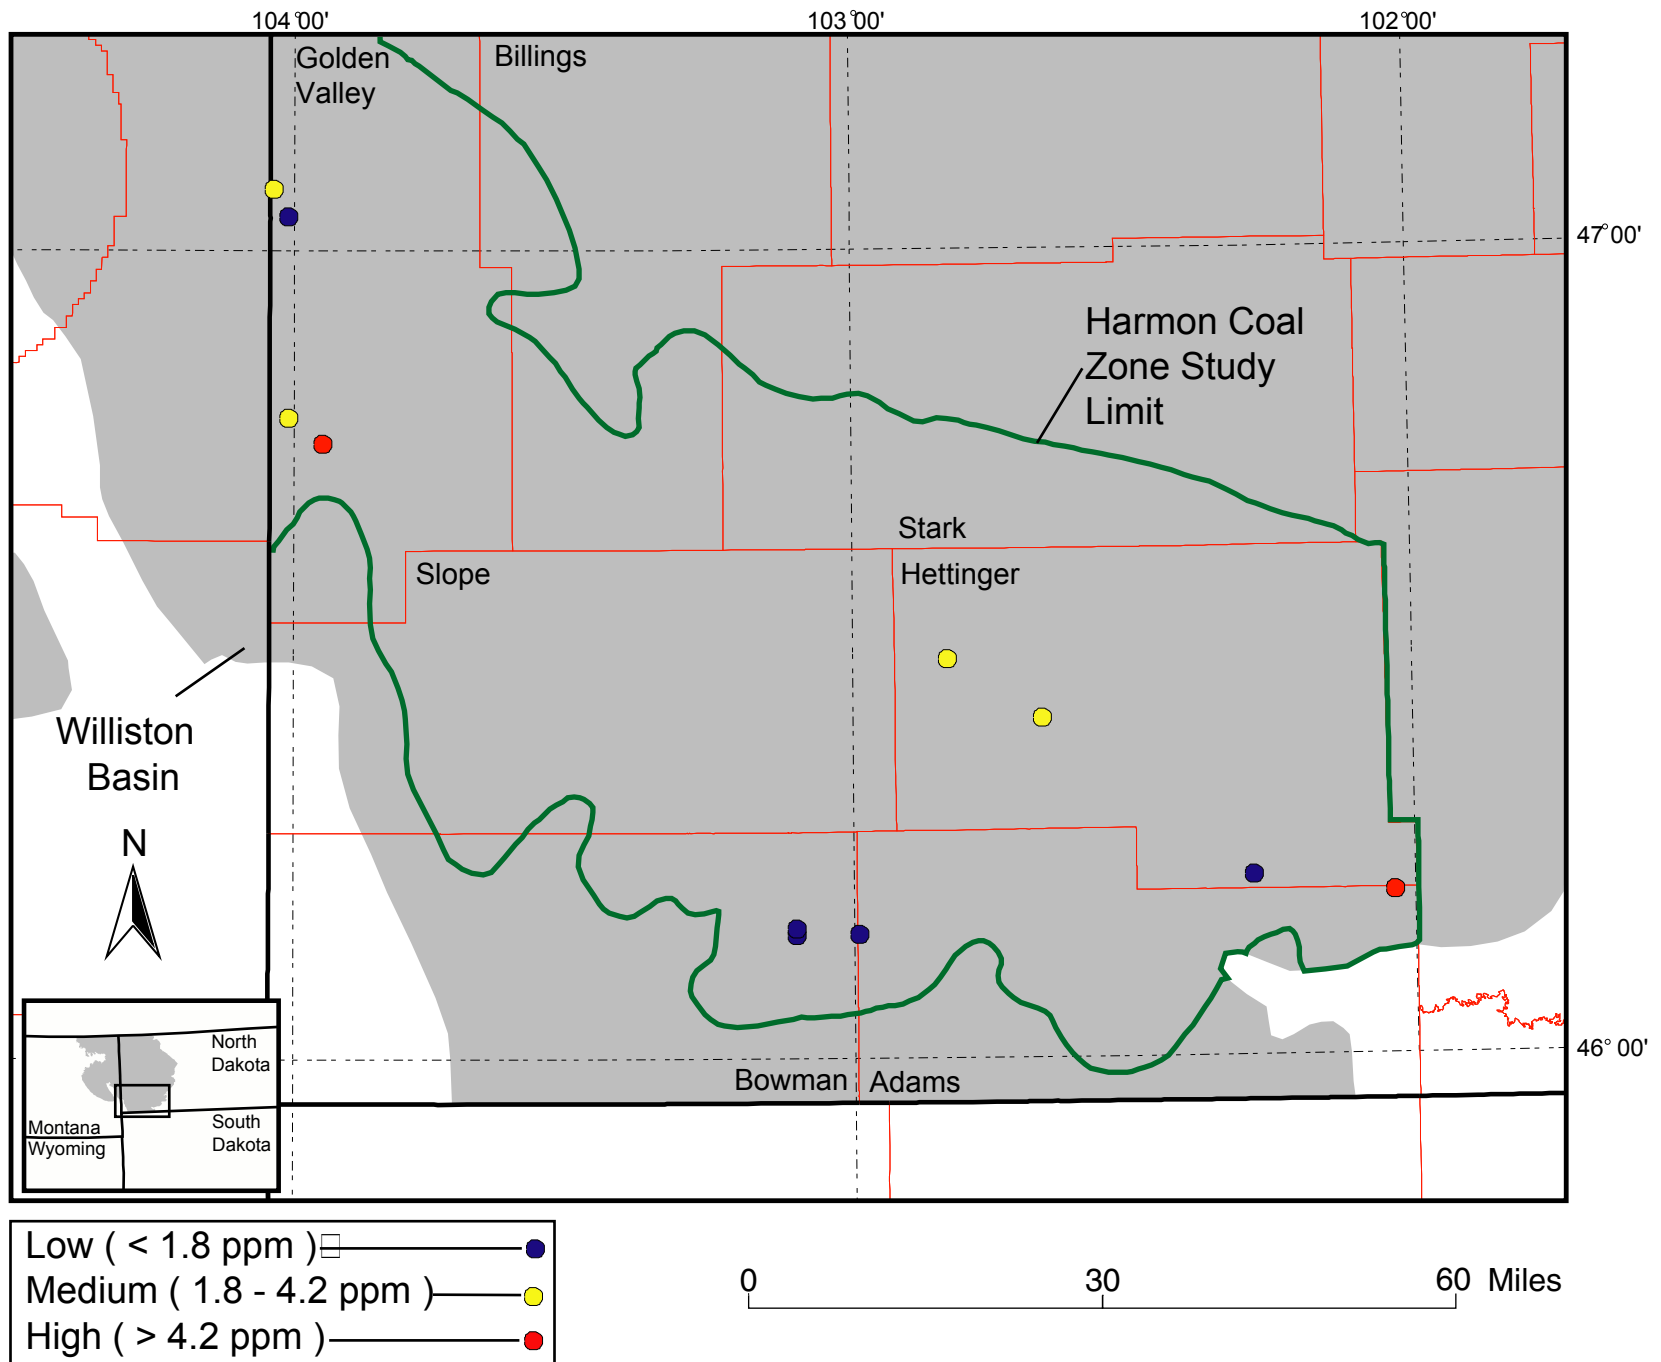 104°00'
103°00'
102°00'
Golden
Valley
Billings
47°00'
Harmon Coal
Zone Study
Limit
Stark
Slope
Hettinger
Williston
Basin
N
46°00'
Bowman
Adams
North
Dakota
South
Dakota
Montana
Wyoming
Low ( < 1.8 ppm )
Medium ( 1.8 - 4.2 ppm )
High ( > 4.2 ppm )
0 30 60 Miles